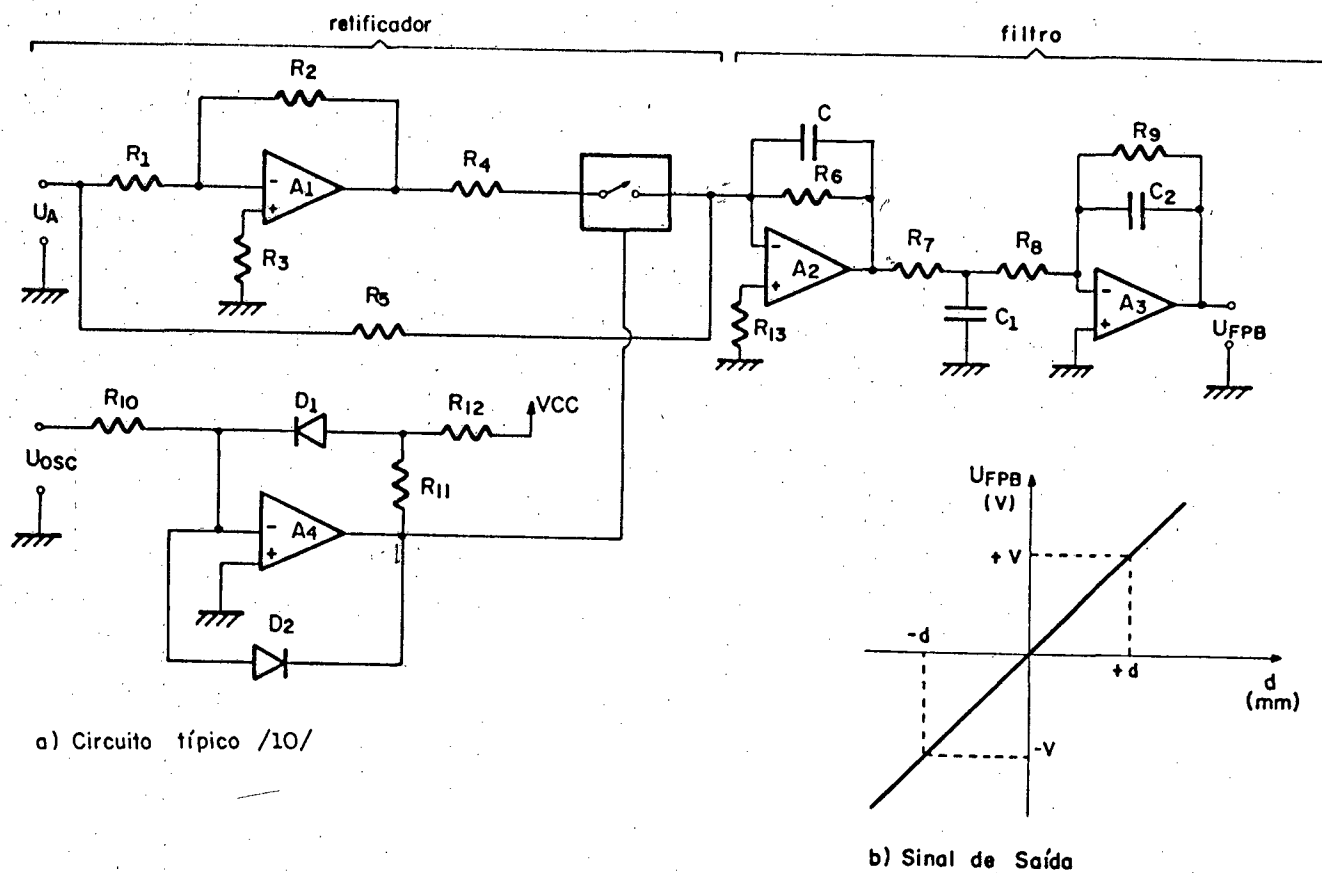 retificador
filtro
R2
C
R9
R1
R4
R6
C2
A1
UA
R3
A2
R7
R8
A3
R5
R13
C1
UFPB
R10
D1
R12
VCC
UOSC
R11
A4
D2
UFPB
(V)
+V
-d
+d
d
(mm)
-V
a) Circuito típico /10/
b) Sinal de Saída